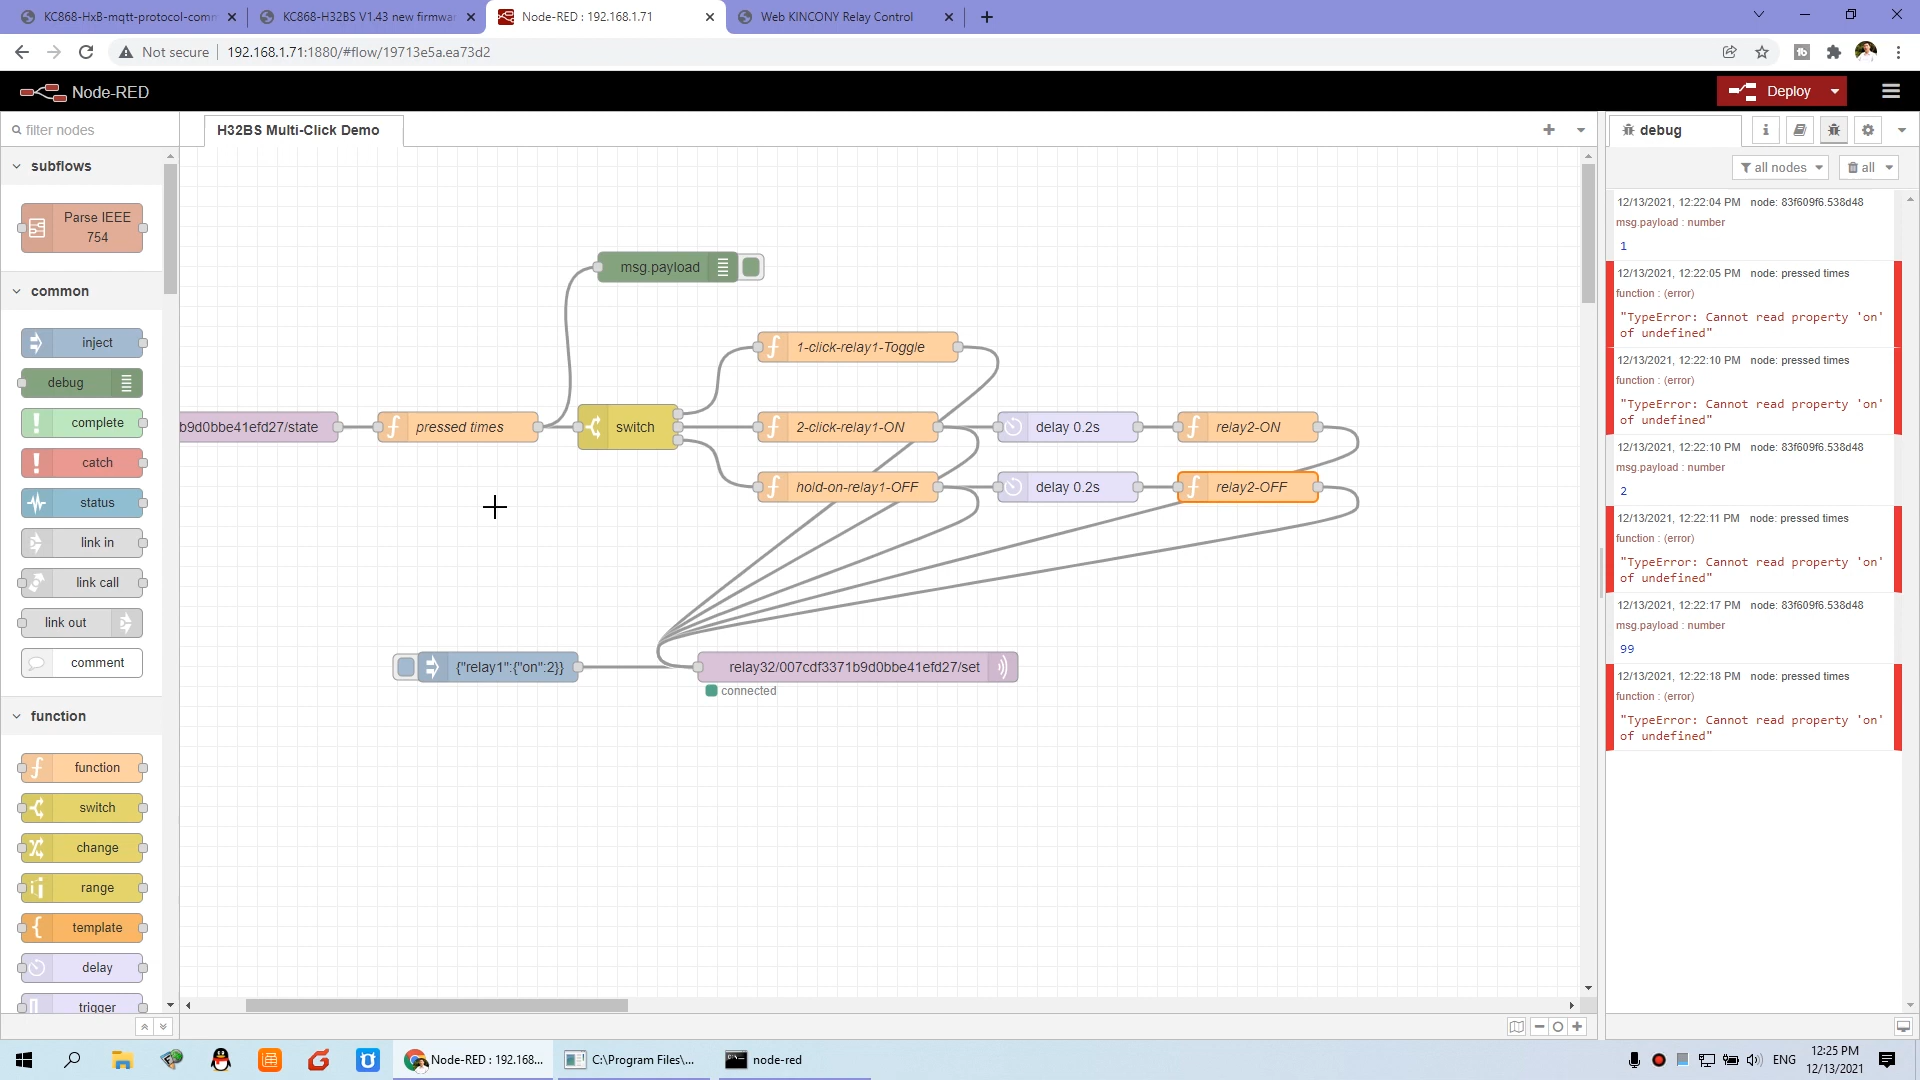 KC868-HxB-mqtt-protocol-comm
KC868-H32BS V1.43 new firmwar
Node-RED : 192.168.1.71
Web KINCONY Relay Control
Not secure
192.168.1.71:1880/#flow/19713e5a.ea73d2
Node-RED
Deploy
filter nodes
H32BS Multi-Click Demo
debug
subflows
all nodes
all
Parse IEEE
754
common
inject
debug
complete
catch
status
link in
link call
link out
comment
function
function
switch
change
range
template
delay
trigger
msg.payload
1-click-relay1-Toggle
b9d0bbe41efd27/state
pressed times
switch
2-click-relay1-ON
delay 0.2s
relay2-ON
hold-on-relay1-OFF
delay 0.2s
relay2-OFF
{"relay1":{"on":2}}
relay32/007cdf3371b9d0bbe41efd27/set
connected
12/13/2021, 12:22:04 PM node: 83f609f6.538d48
msg.payload : number
1
12/13/2021, 12:22:05 PM node: pressed times
function : (error)
"TypeError: Cannot read property 'on'
of undefined"
12/13/2021, 12:22:10 PM node: pressed times
function : (error)
"TypeError: Cannot read property 'on'
of undefined"
12/13/2021, 12:22:10 PM node: 83f609f6.538d48
msg.payload : number
2
12/13/2021, 12:22:11 PM node: pressed times
function : (error)
"TypeError: Cannot read property 'on'
of undefined"
12/13/2021, 12:22:17 PM node: 83f609f6.538d48
msg.payload : number
99
12/13/2021, 12:22:18 PM node: pressed times
function : (error)
"TypeError: Cannot read property 'on'
of undefined"
Node-RED : 192.168...
C:\Program Files\...
node-red
ENG
12:25 PM
12/13/2021